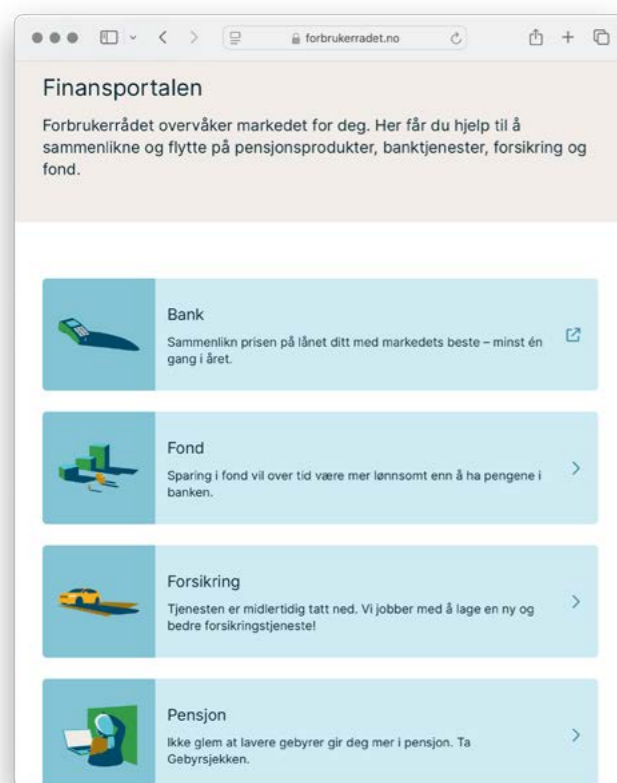 forbrukerradet.no
Finansportalen
Forbrukerrådet overvåker markedet for deg. Her får du hjelp til å
sammenlikne og flytte på pensjonsprodukter, banktjenester, forsikring og
fond.
Bank
Sammenlikn prisen på lånet ditt med markedets beste – minst én
gang i året.
Fond
Sparing i fond vil over tid være mer lønnsomt enn å ha pengene i
banken.
Forsikring
Tjenesten er midlertidig tatt ned. Vi jobber med å lage en ny og
bedre forsikringstjeneste!
Pensjon
Ikke glem at lavere gebyrer gir deg mer i pensjon. Ta
Gebyrsjekken.